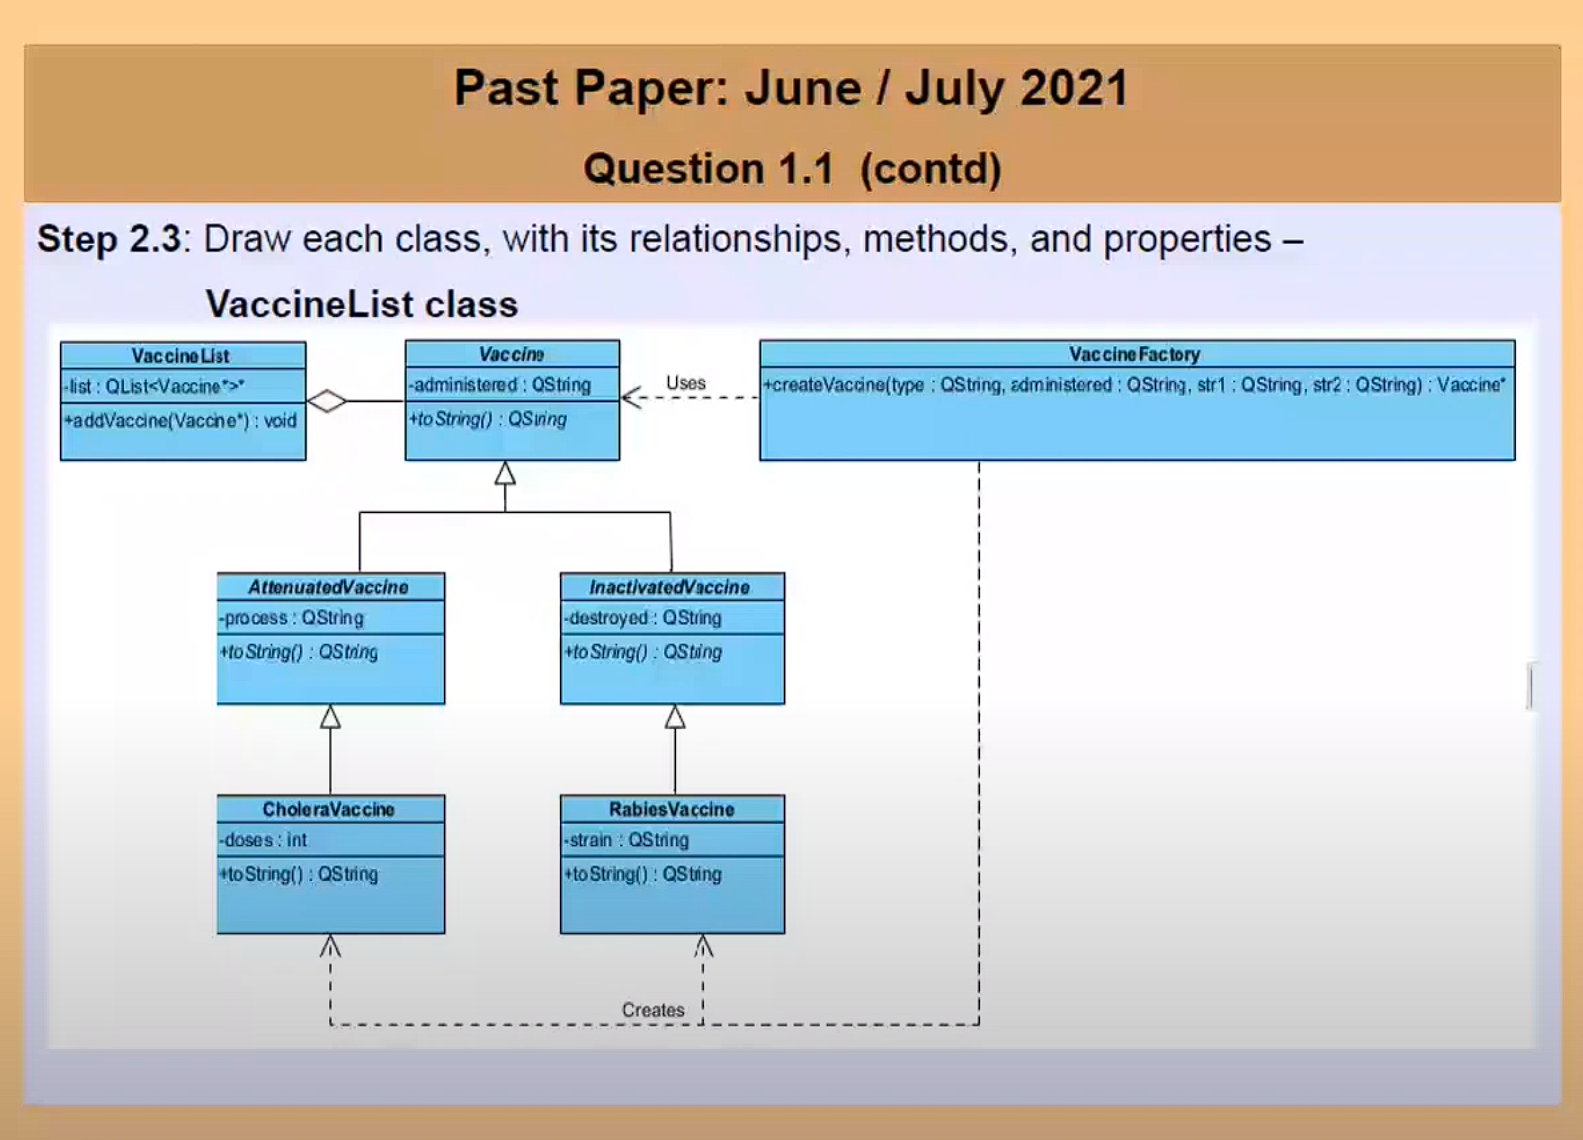 Past Paper: June / July 2021
Question 1.1 (contd)
Step 2.3: Draw each class, with its relationships, methods, and properties –
VaccineList class
VaccineList
-list : QList<Vaccine*>*
+addVaccine(Vaccine*) : void
Vaccine
-administered : QString
+toString() : QString
Uses
VaccineFactory
+createVaccine(type : QString, administered : QString, str1 : QString, str2 : QString) : Vaccine*
AttenuatedVaccine
-process : QString
+toString() : QString
InactivatedVaccine
-destroyed : QString
+toString() : QString
CholeraVaccine
-doses : int
+toString() : QString
RabiesVaccine
-strain : QString
+toString() : QString
Creates